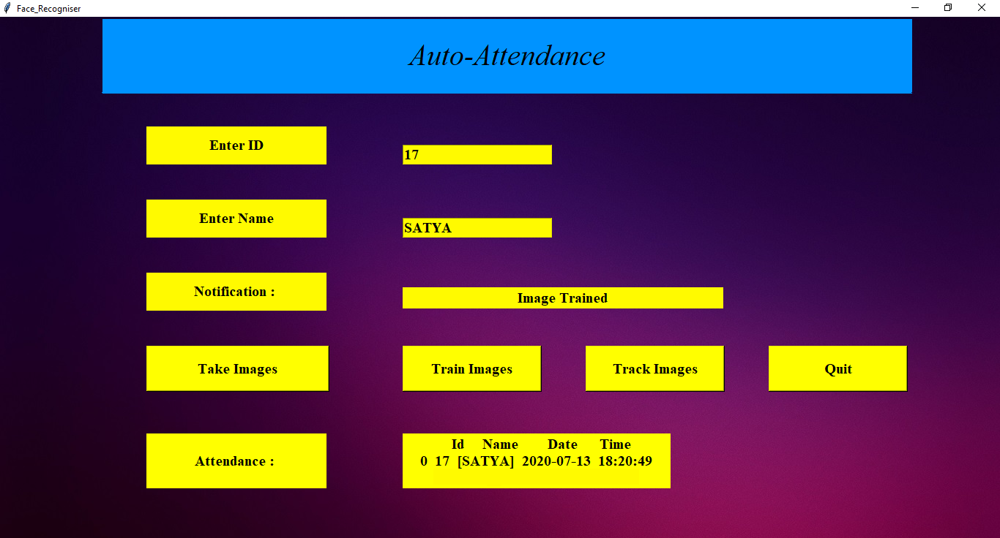 Face_Recogniser
Auto-Attendance
Enter ID
17
Enter Name
SATYA
Notification :
Image Trained
Take Images
Train Images
Track Images
Quit
Attendance :
Id Name Date Time
0 17 [SATYA] 2020-07-13 18:20:49